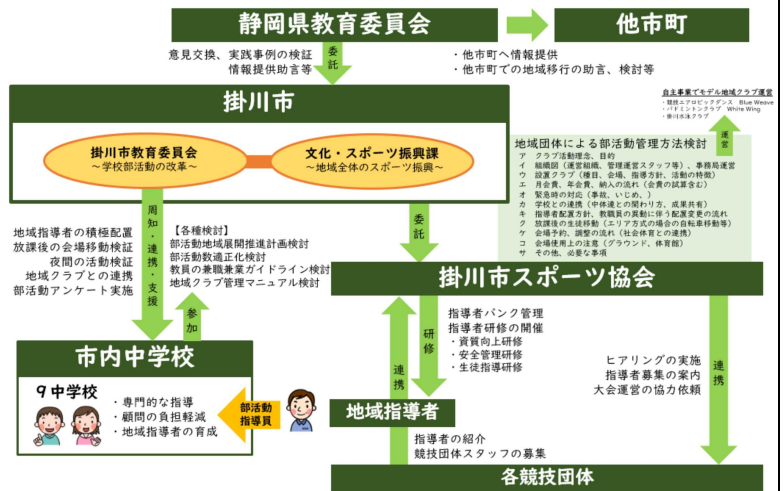 静岡県教育委員会
他市町
意見交換、実践事例の検証
情報提供助言等
委託
・他市町へ情報提供
・他市町での地域移行の助言、検討等
掛川市
掛川市教育委員会
～学校部活動の改革～
文化・スポーツ振興課
～地域全体のスポーツ振興～
自主事業でモデル地域クラブ運営
・競技エアロビックダンス Blue Weave
・バドミントンクラブ White Wing
・掛川水泳クラブ
運営
地域団体による部活動管理方法検討
ア クラブ活動理念、目的
イ 組織図（運営組織、管理運営スタッフ等）、事務局運営
ウ 設置クラブ（種目、会場、指導方針、活動の特徴）
エ 月会費、年会費、納入の流れ（会費の試算含む）
オ 緊急時の対応（事故、いじめ、）
カ 学校との連携（中体連との関わり方、成果共有）
キ 指導者配置方針、教職員の異動に伴う配置変更の流れ
ク 放課後の生徒移動（エリア方式の場合の自転車移動等）
ケ 会場予約、調整の流れ（社会体育との連携）
コ 会場使用上の注意（グラウンド、体育館）
サ その他、必要な事項
周知・連携・支援
地域指導者の積極配置
放課後の会場移動検証
夜間の活動検証
地域クラブとの連携
部活動アンケート実施
【各種検討】
部活動地域展開推進計画検討
部活動数適正化検討
教員の兼職兼業ガイドライン検討
地域クラブ管理マニュアル検討
参加
委託
掛川市スポーツ協会
市内中学校
9中学校
・専門的な指導
・顧問の負担軽減
・地域指導者の育成
部活動
指導員
連携
研修
指導者バンク管理
指導者研修の開催
・資質向上研修
・安全管理研修
・生徒指導研修
地域指導者
指導者の紹介
競技団体スタッフの募集
ヒアリングの実施
指導者募集の案内
大会運営の協力依頼
連携
各競技団体